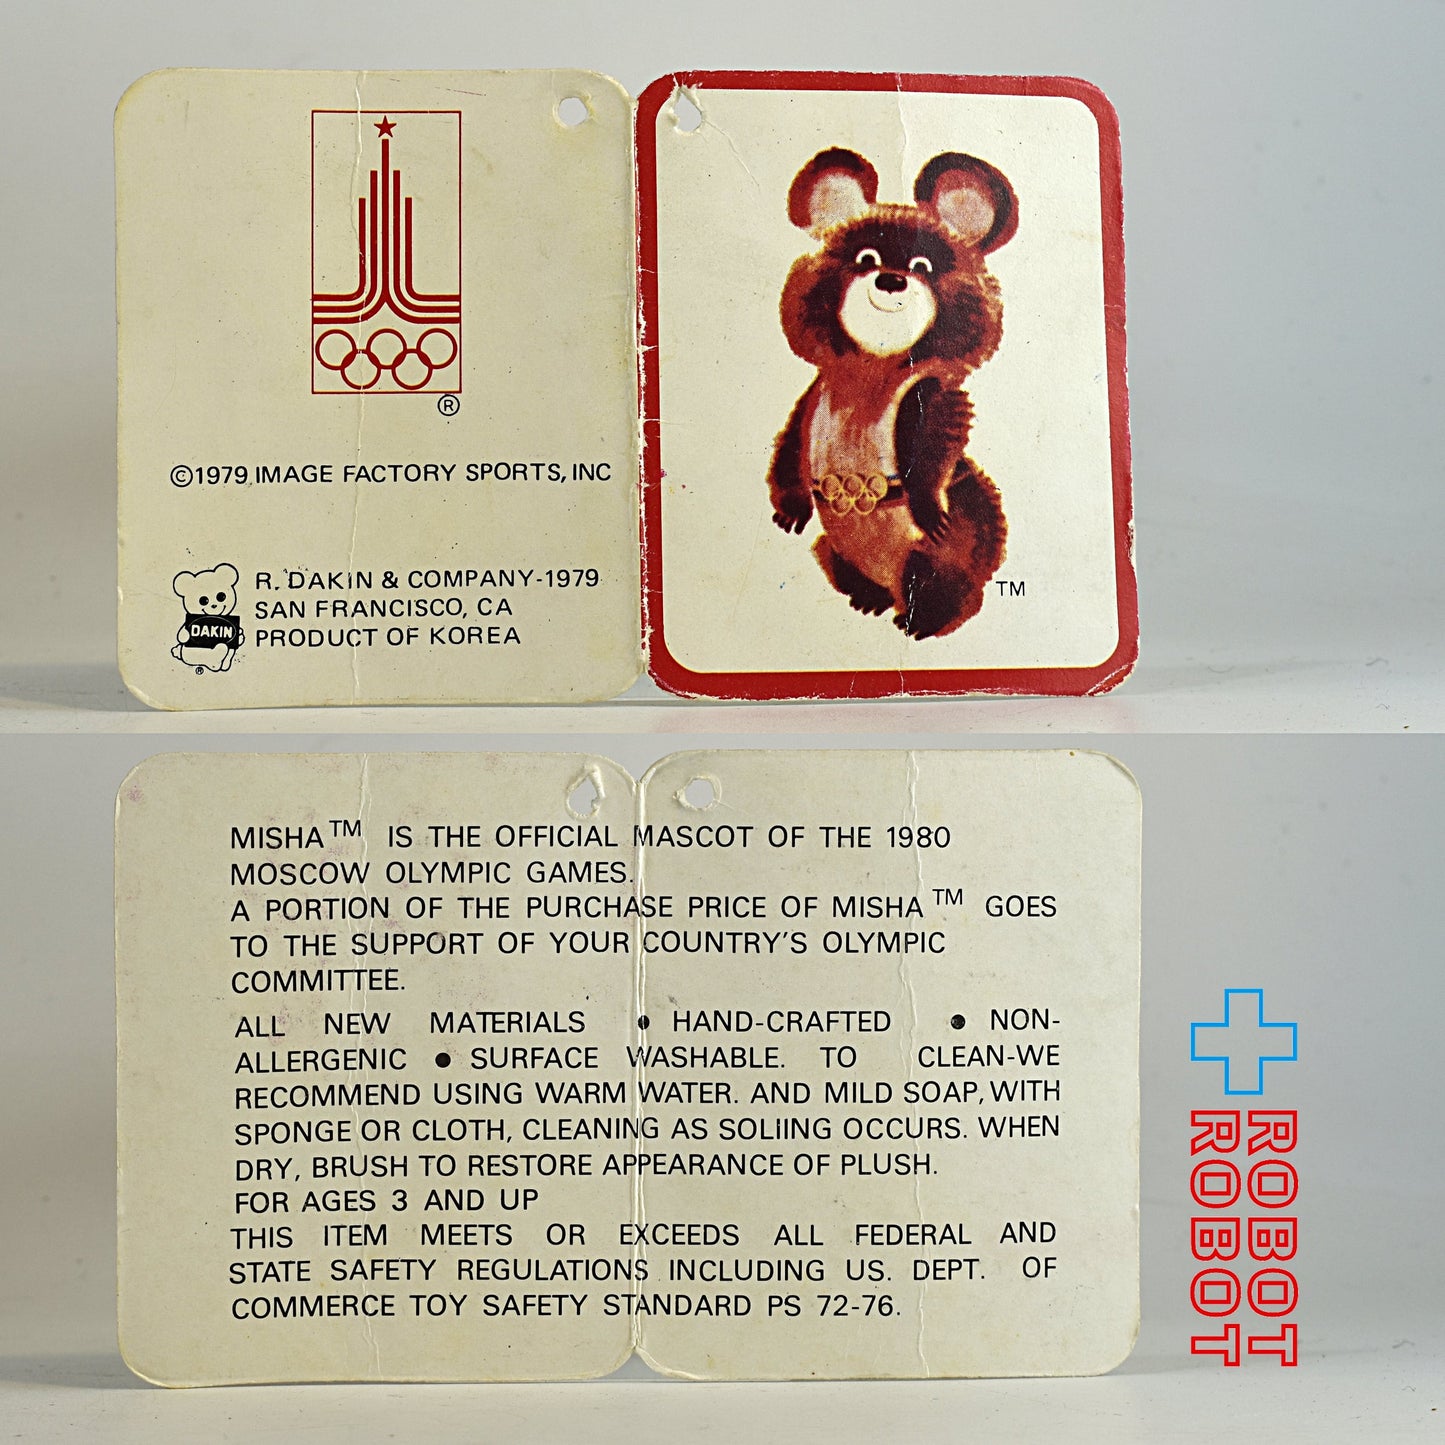 ®
©1979 IMAGE FACTORY SPORTS, INC
DAKIN
®
R. DAKIN & COMPANY-1979
SAN FRANCISCO, CA
PRODUCT OF KOREA
TM
MISHA™ IS THE OFFICIAL MASCOT OF THE 1980
MOSCOW OLYMPIC GAMES.
A PORTION OF THE PURCHASE PRICE OF MISHA™ GOES
TO THE SUPPORT OF YOUR COUNTRY'S OLYMPIC
COMMITTEE.
ALL NEW MATERIALS ● HAND-CRAFTED ● NON-
ALLERGENIC ● SURFACE WASHABLE. TO CLEAN-WE
RECOMMEND USING WARM WATER. AND MILD SOAP, WITH
SPONGE OR CLOTH, CLEANING AS SOLIING OCCURS. WHEN
DRY, BRUSH TO RESTORE APPEARANCE OF PLUSH.
FOR AGES 3 AND UP
THIS ITEM MEETS OR EXCEEDS ALL FEDERAL AND
STATE SAFETY REGULATIONS INCLUDING US. DEPT. OF
COMMERCE TOY SAFETY STANDARD PS 72-76.
ROBOT
ROBOT